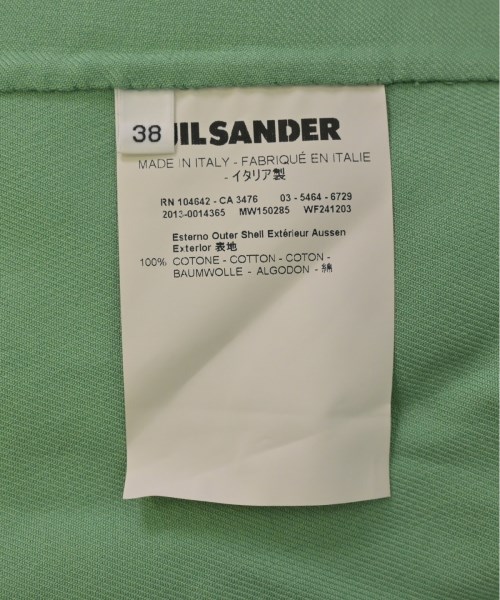 38
JIL SANDER
MADE IN ITALY - FABRIQUÉ EN ITALIE
- イタリア製
RN 104642 - CA 3476 03 - 5464 - 6729
2013-0014365 MW150285 WF241203
Esterno Outer Shell Extérieur Aussen
Exterior 表地
100% COTONE - COTTON - COTON -
BAUMWOLLE - ALGODON - 綿